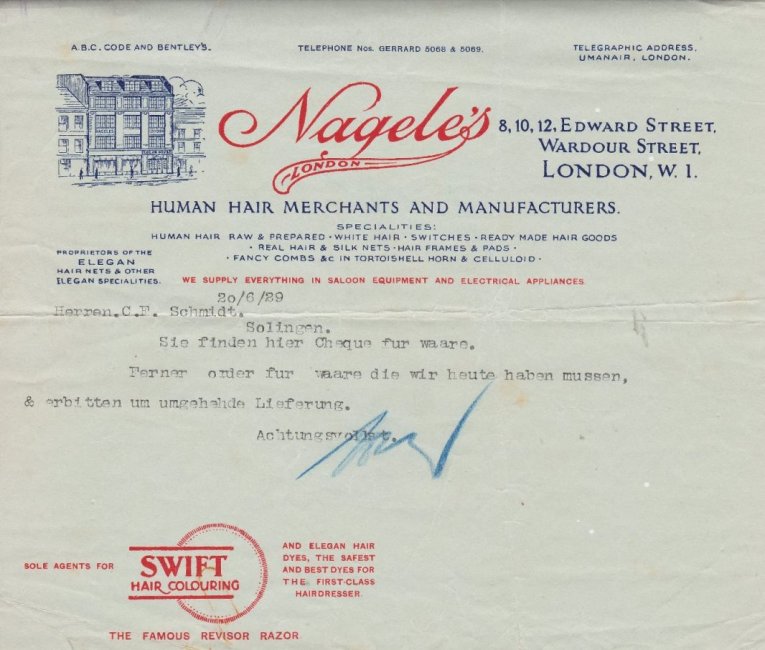 A.B.C. CODE AND BENTLEY'S.
TELEPHONE Nos. GERRARD 5068 & 5069.
TELEGRAPHIC ADDRESS,
UMANAIR, LONDON.
Nagele's
LONDON
8, 10, 12, EDWARD STREET,
WARDOUR STREET,
LONDON, W. 1.
HUMAN HAIR MERCHANTS AND MANUFACTURERS.
SPECIALITIES:
HUMAN HAIR RAW & PREPARED · WHITE HAIR · SWITCHES · READY MADE HAIR GOODS
· REAL HAIR & SILK NETS · HAIR FRAMES & PADS ·
· FANCY COMBS &c IN TORTOISHELL HORN & CELLULOID ·
PROPRIETORS OF THE
ELEGAN
HAIR NETS & OTHER
ELEGAN SPECIALITIES.
WE SUPPLY EVERYTHING IN SALOON EQUIPMENT AND ELECTRICAL APPLIANCES.
20/6/29
Herren.C.F. Schmidt.
Solingen.
Sie finden hier Cheque fur waare.
Ferner order fur waare die wir heute haben mussen,
& erbitten um umgehahde Lieferung.
Achtungsvollst.
SOLE AGENTS FOR
SWIFT
HAIR COLOURING
AND ELEGAN HAIR
DYES, THE SAFEST
AND BEST DYES FOR
THE FIRST-CLASS
HAIRDRESSER.
THE FAMOUS REVISOR RAZOR